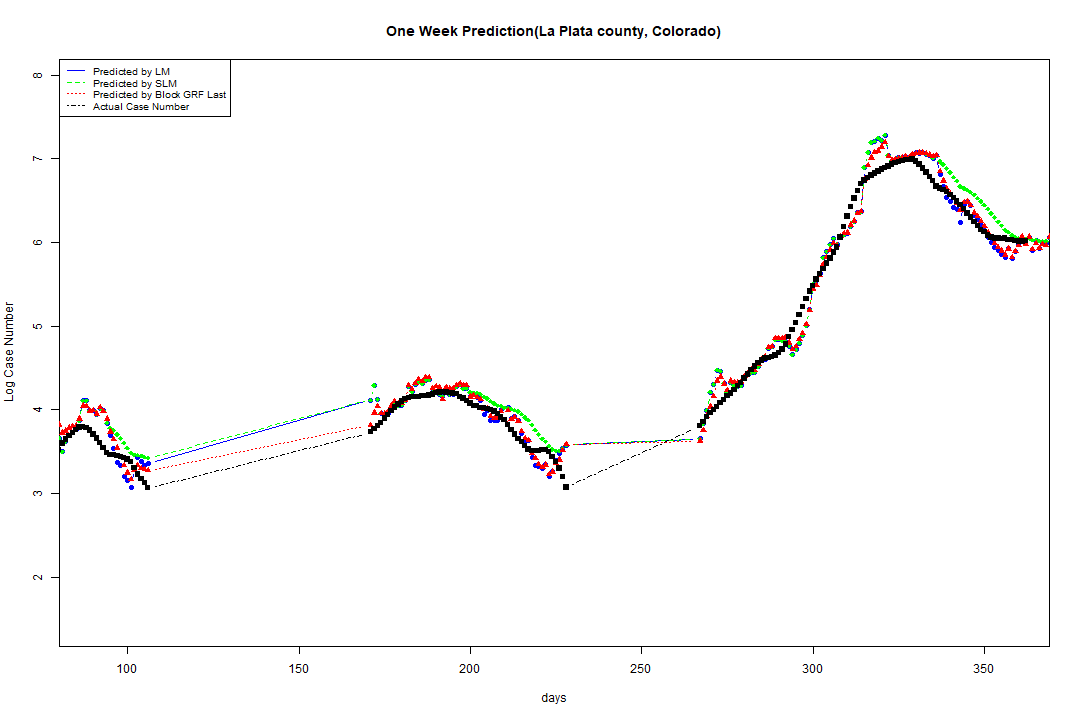 One Week Prediction(La Plata county, Colorado)
Predicted by LM
Predicted by SLM
Predicted by Block GRF Last
Actual Case Number
8
7
6
5
4
3
2
Log Case Number
100 150 200 250 300 350
days